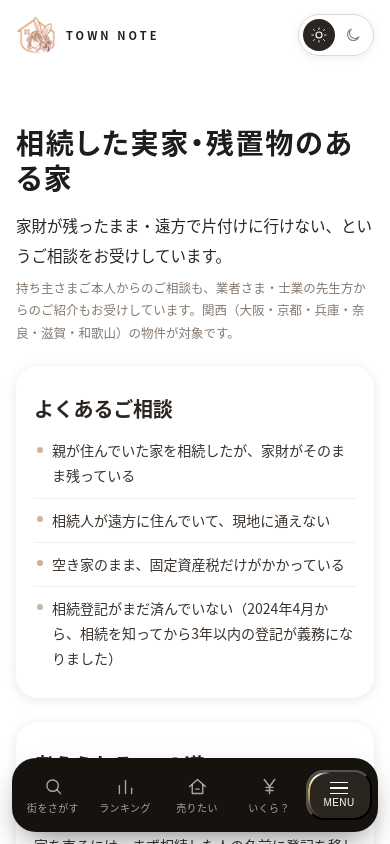 TOWN NOTE
相続した実家・残置物のあ
る家
家財が残ったまま・遠方で片付けに行けない、とい
うご相談をお受けしています。
持ち主さまご本人からのご相談も、業者さま・士業の先生方か
らのご紹介もお受けしています。関西（大阪・京都・兵庫・奈
良・滋賀・和歌山）の物件が対象です。
よくあるご相談
親が住んでいた家を相続したが、家財がそのま
ま残っている
相続人が遠方に住んでいて、現地に通えない
空き家のまま、固定資産税だけがかかっている
相続登記がまだ済んでいない（2024年4月か
ら、相続を知ってから3年以内の登記が義務にな
りました）
街をさがす
ランキング
売りたい
いくら？
MENU